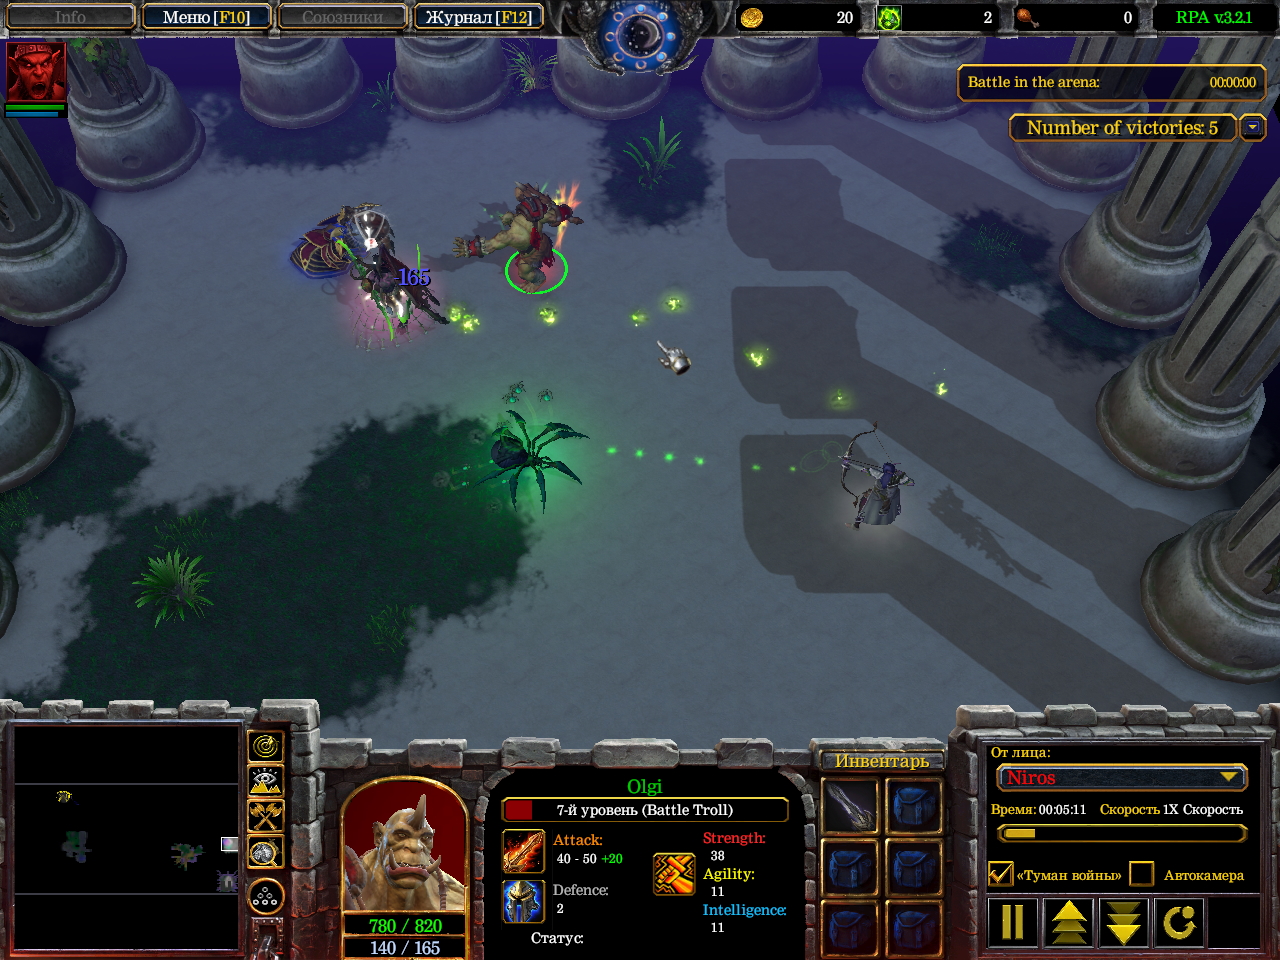 Info
Меню [F10]
Союзники
Журнал [F12]
20
2
0
RPA v.3.2.1
Battle in the arena: 00:00:00
Number of victories: 5
-165
Olgi
7-й уровень (Battle Troll)
Attack:
40 - 50 +20
Defence:
2
Статус:
Strength:
38
Agility:
11
Intelligence:
11
780 / 820
140 / 165
Инвентарь
От лица:
Niros
Время: 00:05:11 Скорость 1X Скорость
«Туман войны» Автокамера